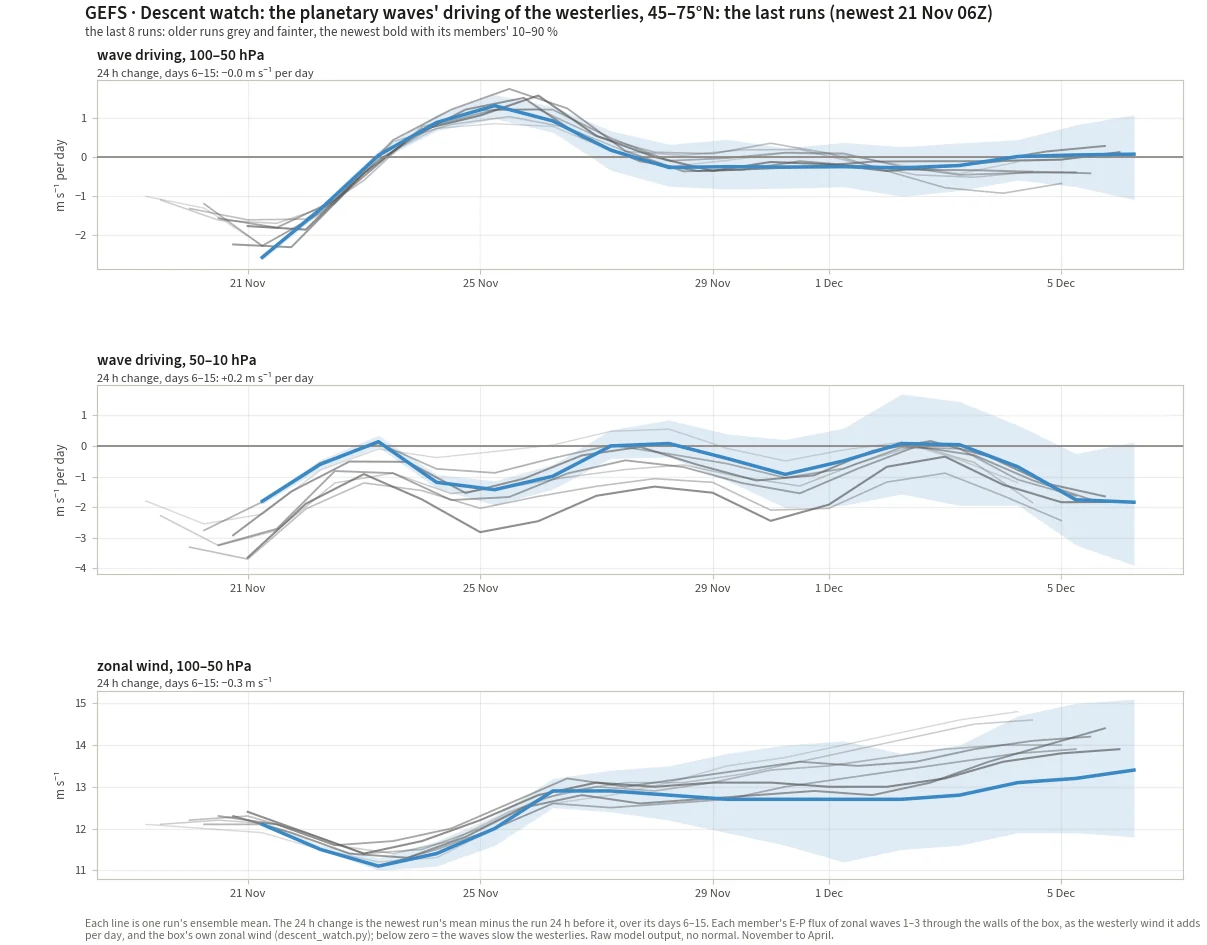 GEFS · Descent watch: the planetary waves' driving of the westerlies, 45–75°N: the last runs (newest 21 Nov 06Z)
the last 8 runs: older runs grey and fainter, the newest bold with its members' 10–90 %
wave driving, 100–50 hPa
24 h change, days 6–15: −0.0 m s⁻¹ per day
m s⁻¹ per day
1
0
−1
−2
21 Nov
25 Nov
29 Nov
1 Dec
5 Dec
wave driving, 50–10 hPa
24 h change, days 6–15: +0.2 m s⁻¹ per day
m s⁻¹ per day
1
0
−1
−2
−3
−4
21 Nov
25 Nov
29 Nov
1 Dec
5 Dec
zonal wind, 100–50 hPa
24 h change, days 6–15: −0.3 m s⁻¹
m s⁻¹
15
14
13
12
11
21 Nov
25 Nov
29 Nov
1 Dec
5 Dec
Each line is one run's ensemble mean. The 24 h change is the newest run's mean minus the run 24 h before it, over its days 6–15. Each member's E-P flux of zonal waves 1–3 through the walls of the box, as the westerly wind it adds
per day, and the box's own zonal wind (descent_watch.py); below zero = the waves slow the westerlies. Raw model output, no normal. November to April.